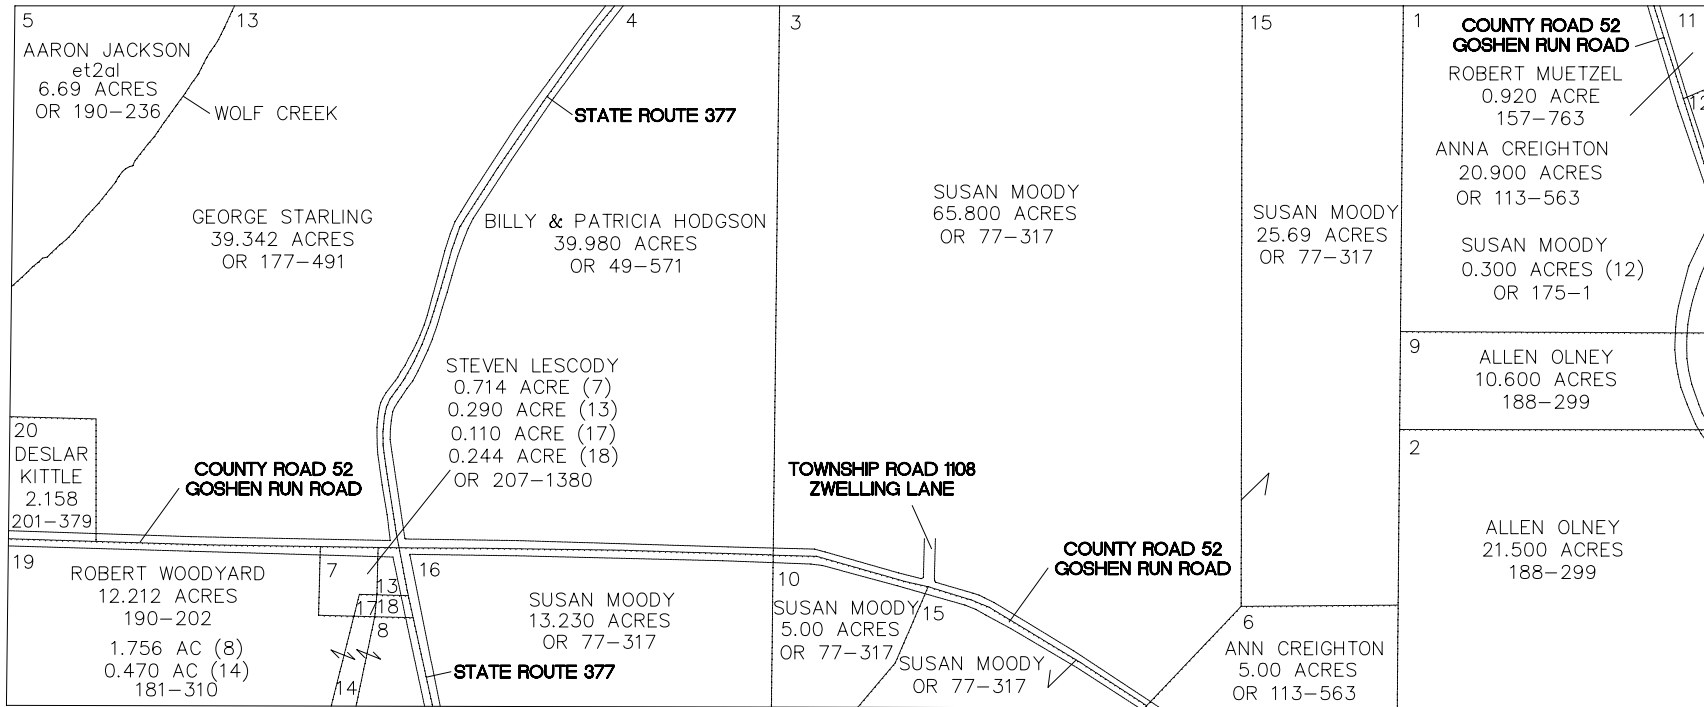 5
13
4
3
15
1
11
AARON JACKSON
et2al
6.69 ACRES
OR 190-236
WOLF CREEK
STATE ROUTE 377
COUNTY ROAD 52
GOSHEN RUN ROAD
ROBERT MUETZEL
0.920 ACRE
157-763
12
ANNA CREIGHTON
20.900 ACRES
OR 113-563
GEORGE STARLING
39.342 ACRES
OR 177-491
BILLY & PATRICIA HODGSON
39.980 ACRES
OR 49-571
SUSAN MOODY
65.800 ACRES
OR 77-317
SUSAN MOODY
25.69 ACRES
OR 77-317
SUSAN MOODY
0.300 ACRES (12)
OR 175-1
9
ALLEN OLNEY
10.600 ACRES
188-299
STEVEN LESCODY
0.714 ACRE (7)
0.290 ACRE (13)
0.110 ACRE (17)
0.244 ACRE (18)
OR 207-1380
20
DESLAR
KITTLE
2.158
201-379
COUNTY ROAD 52
GOSHEN RUN ROAD
TOWNSHIP ROAD 1108
ZWELLING LANE
2
ALLEN OLNEY
21.500 ACRES
188-299
COUNTY ROAD 52
GOSHEN RUN ROAD
19
ROBERT WOODYARD
12.212 ACRES
190-202
1.756 AC (8)
0.470 AC (14)
181-310
7
13
17
18
8
14
16
SUSAN MOODY
13.230 ACRES
OR 77-317
STATE ROUTE 377
10
SUSAN MOODY
5.00 ACRES
OR 77-317
15
SUSAN MOODY
OR 77-317
6
ANN CREIGHTON
5.00 ACRES
OR 113-563